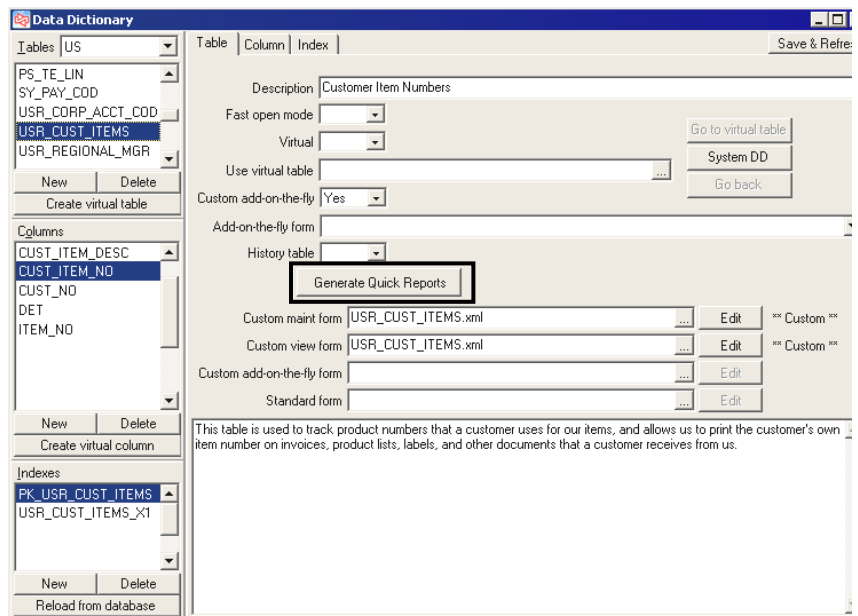 Data Dictionary
Tables US
PS_TE_LIN
SY_PAY_COD
USR_CORP_ACCT_COD
USR_CUST_ITEMS
USR_REGIONAL_MGR
New Delete
Create virtual table
Columns
CUST_ITEM_DESC
CUST_ITEM_NO
CUST_NO
DET
ITEM_NO
New Delete
Create virtual column
Indexes
PK_USR_CUST_ITEMS
USR_CUST_ITEMS_X1
New Delete
Reload from database
Table Column Index Save & Refre
Description Customer Item Numbers
Fast open mode
Virtual Go to virtual table
Use virtual table ... System DD
Custom add-on-the-fly Yes Go back
Add-on-the-fly form
History table
Generate Quick Reports
Custom maint form USR_CUST_ITEMS.xml ... Edit ** Custom **
Custom view form USR_CUST_ITEMS.xml ... Edit ** Custom **
Custom add-on-the-fly form ... Edit
Standard form ... Edit
This table is used to track product numbers that a customer uses for our items, and allows us to print the customer's own
item number on invoices, product lists, labels, and other documents that a customer receives from us.